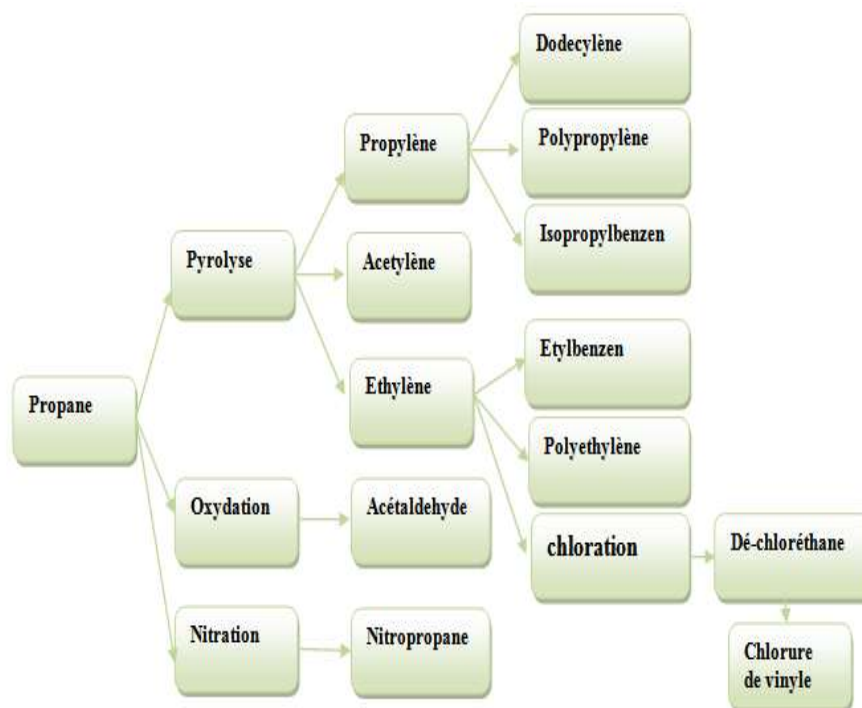 Propane
Pyrolyse
Propylène
Dodecylène
Polypropylène
Isopropylbenzen
Acetylène
Ethylène
Etylbenzen
Polyethylène
chloration
Dé-chloréthane
Chlorure
de vinyle
Oxydation
Acétaldehyde
Nitration
Nitropropane